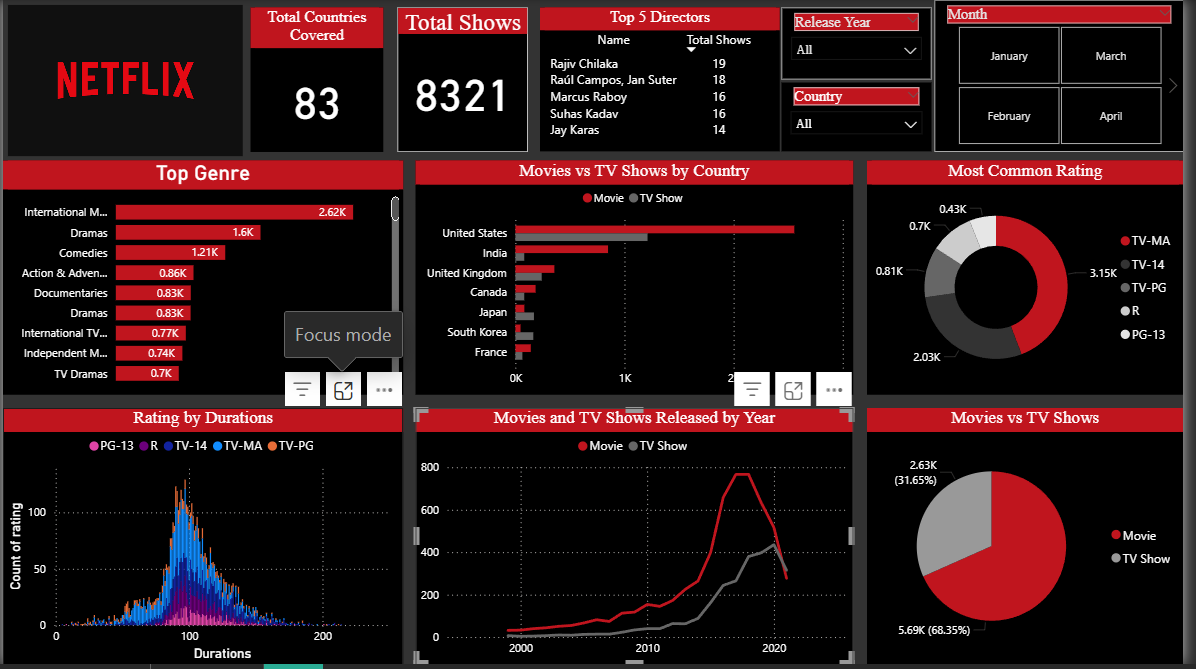 NETFLIX
Total Countries
Covered
83
Total Shows
8321
Top 5 Directors
Name Total Shows
Rajiv Chilaka 19
Raúl Campos, Jan Suter 18
Marcus Raboy 16
Suhas Kadav 16
Jay Karas 14
Release Year
All
Country
All
Month
January March
February April
Top Genre
International M... 2.62K
Dramas 1.6K
Comedies 1.21K
Action & Adven... 0.86K
Documentaries 0.83K
Dramas 0.83K
International TV... 0.77K
Independent M... 0.74K
TV Dramas 0.7K
Focus mode
Movies vs TV Shows by Country
Movie TV Show
United States
India
United Kingdom
Canada
Japan
South Korea
France
0K 1K 2
Most Common Rating
0.43K
0.7K
0.81K
3.15K
2.03K
TV-MA
TV-14
TV-PG
R
PG-13
Rating by Durations
PG-13 R TV-14 TV-MA TV-PG
Count of rating
100
50
0
0 100 200
Durations
Movies and TV Shows Released by Year
Movie TV Show
800
600
400
200
0
2000 2010 2020
Movies vs TV Shows
2.63K
(31.65%)
5.69K (68.35%)
Movie
TV Show